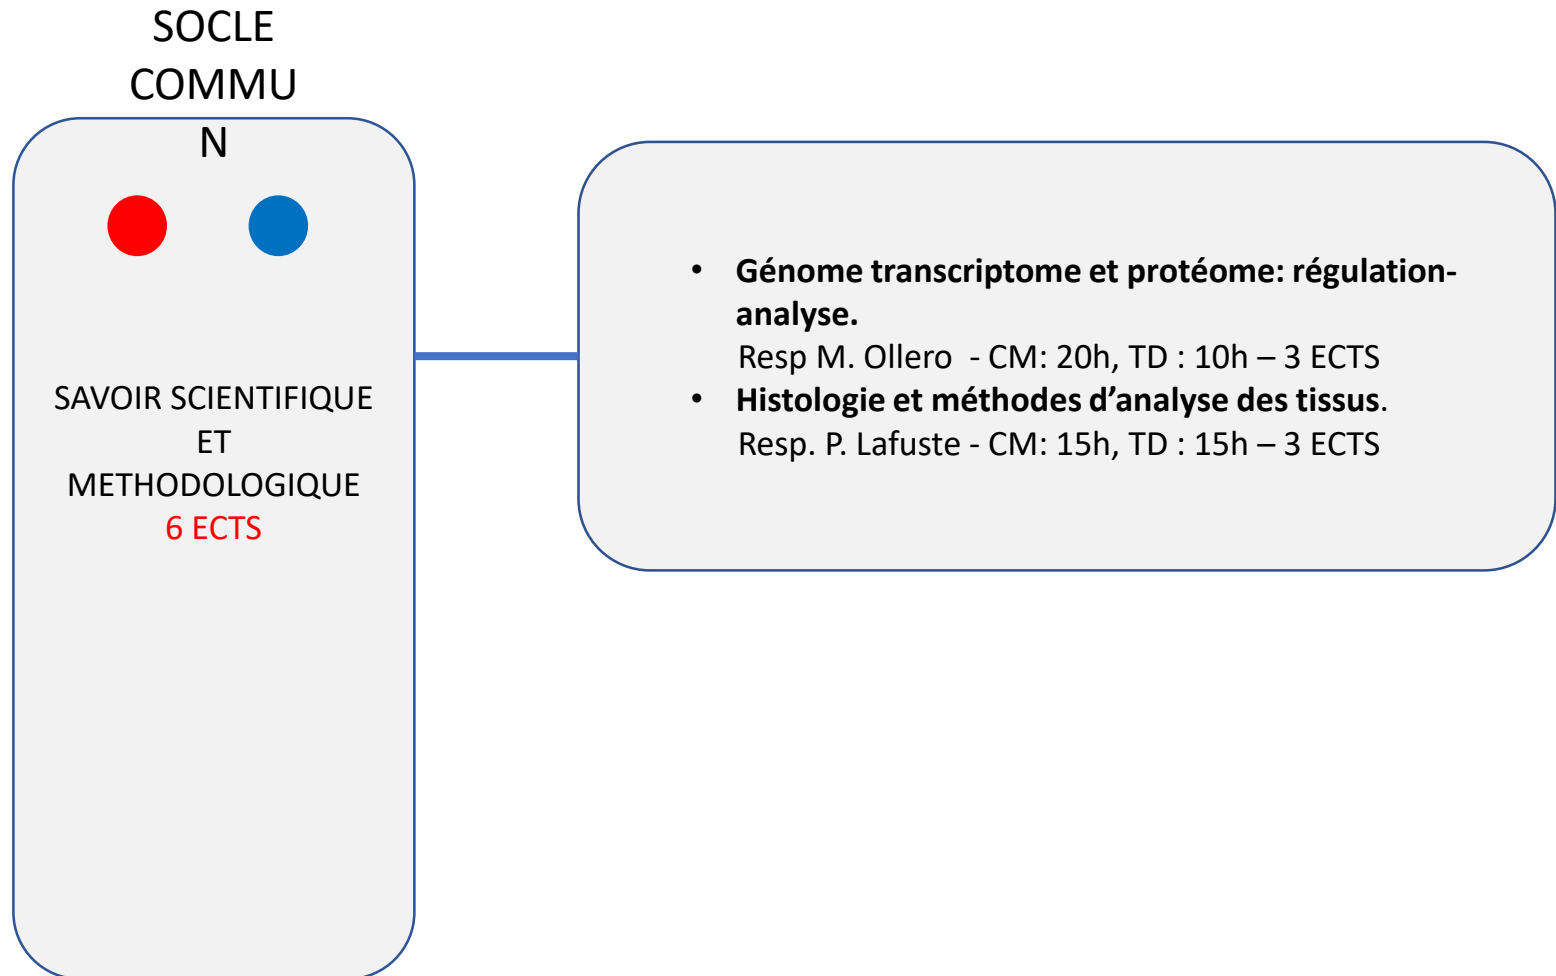 SOCLE
COMMU
N
SAVOIR SCIENTIFIQUE
ET
METHODOLOGIQUE
6 ECTS
• Génome transcriptome et protéome: régulation-
analyse.
Resp M. Ollero - CM: 20h, TD : 10h – 3 ECTS
• Histologie et méthodes d’analyse des tissus.
Resp. P. Lafuste - CM: 15h, TD : 15h – 3 ECTS